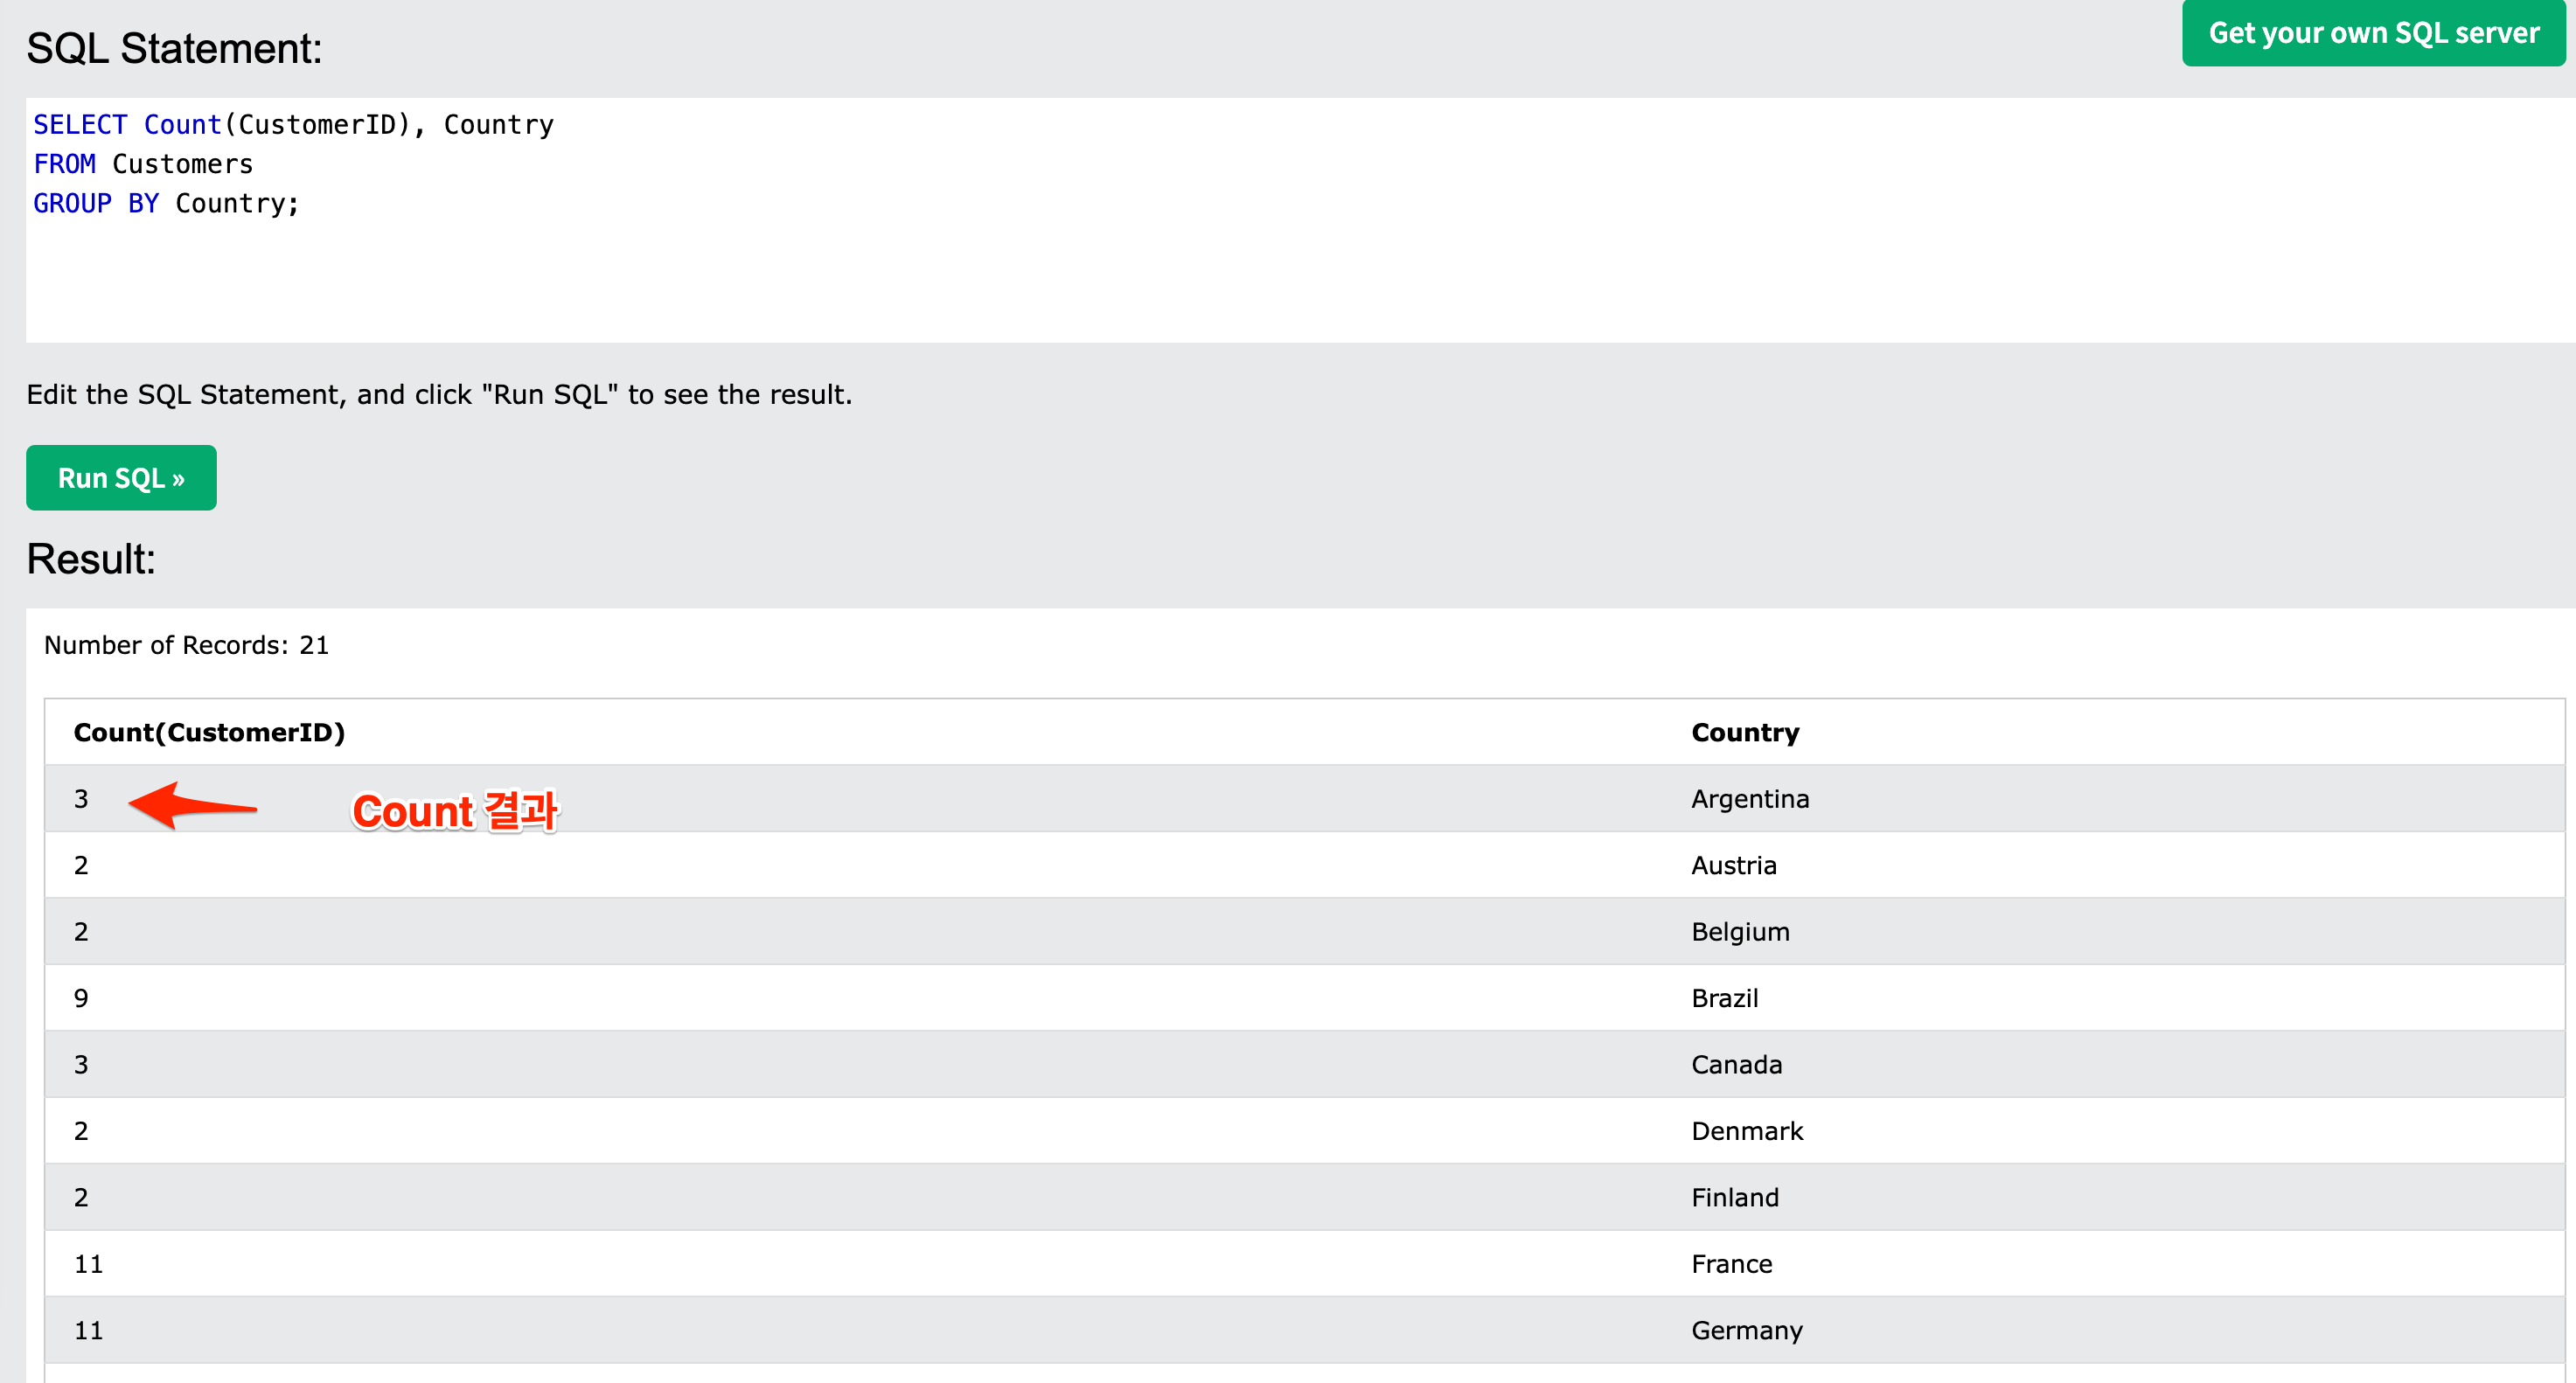 SQL Statement:
Get your own SQL server
SELECT Count(CustomerID), Country
FROM Customers
GROUP BY Country;
Edit the SQL Statement, and click "Run SQL" to see the result.
Run SQL »
Result:
Number of Records: 21
Count(CustomerID) Country
3 Count 결과 Argentina
2 Austria
2 Belgium
9 Brazil
3 Canada
2 Denmark
2 Finland
11 France
11 Germany